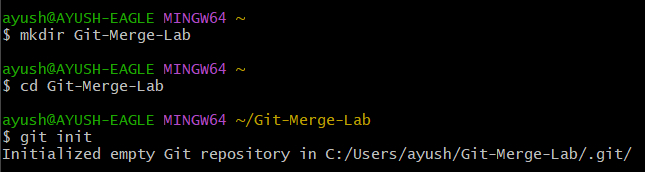 ayush@AYUSH-EAGLE MINGW64 ~
$ mkdir Git-Merge-Lab
ayush@AYUSH-EAGLE MINGW64 ~
$ cd Git-Merge-Lab
ayush@AYUSH-EAGLE MINGW64 ~/Git-Merge-Lab
$ git init
Initialized empty Git repository in C:/Users/ayush/Git-Merge-Lab/.git/